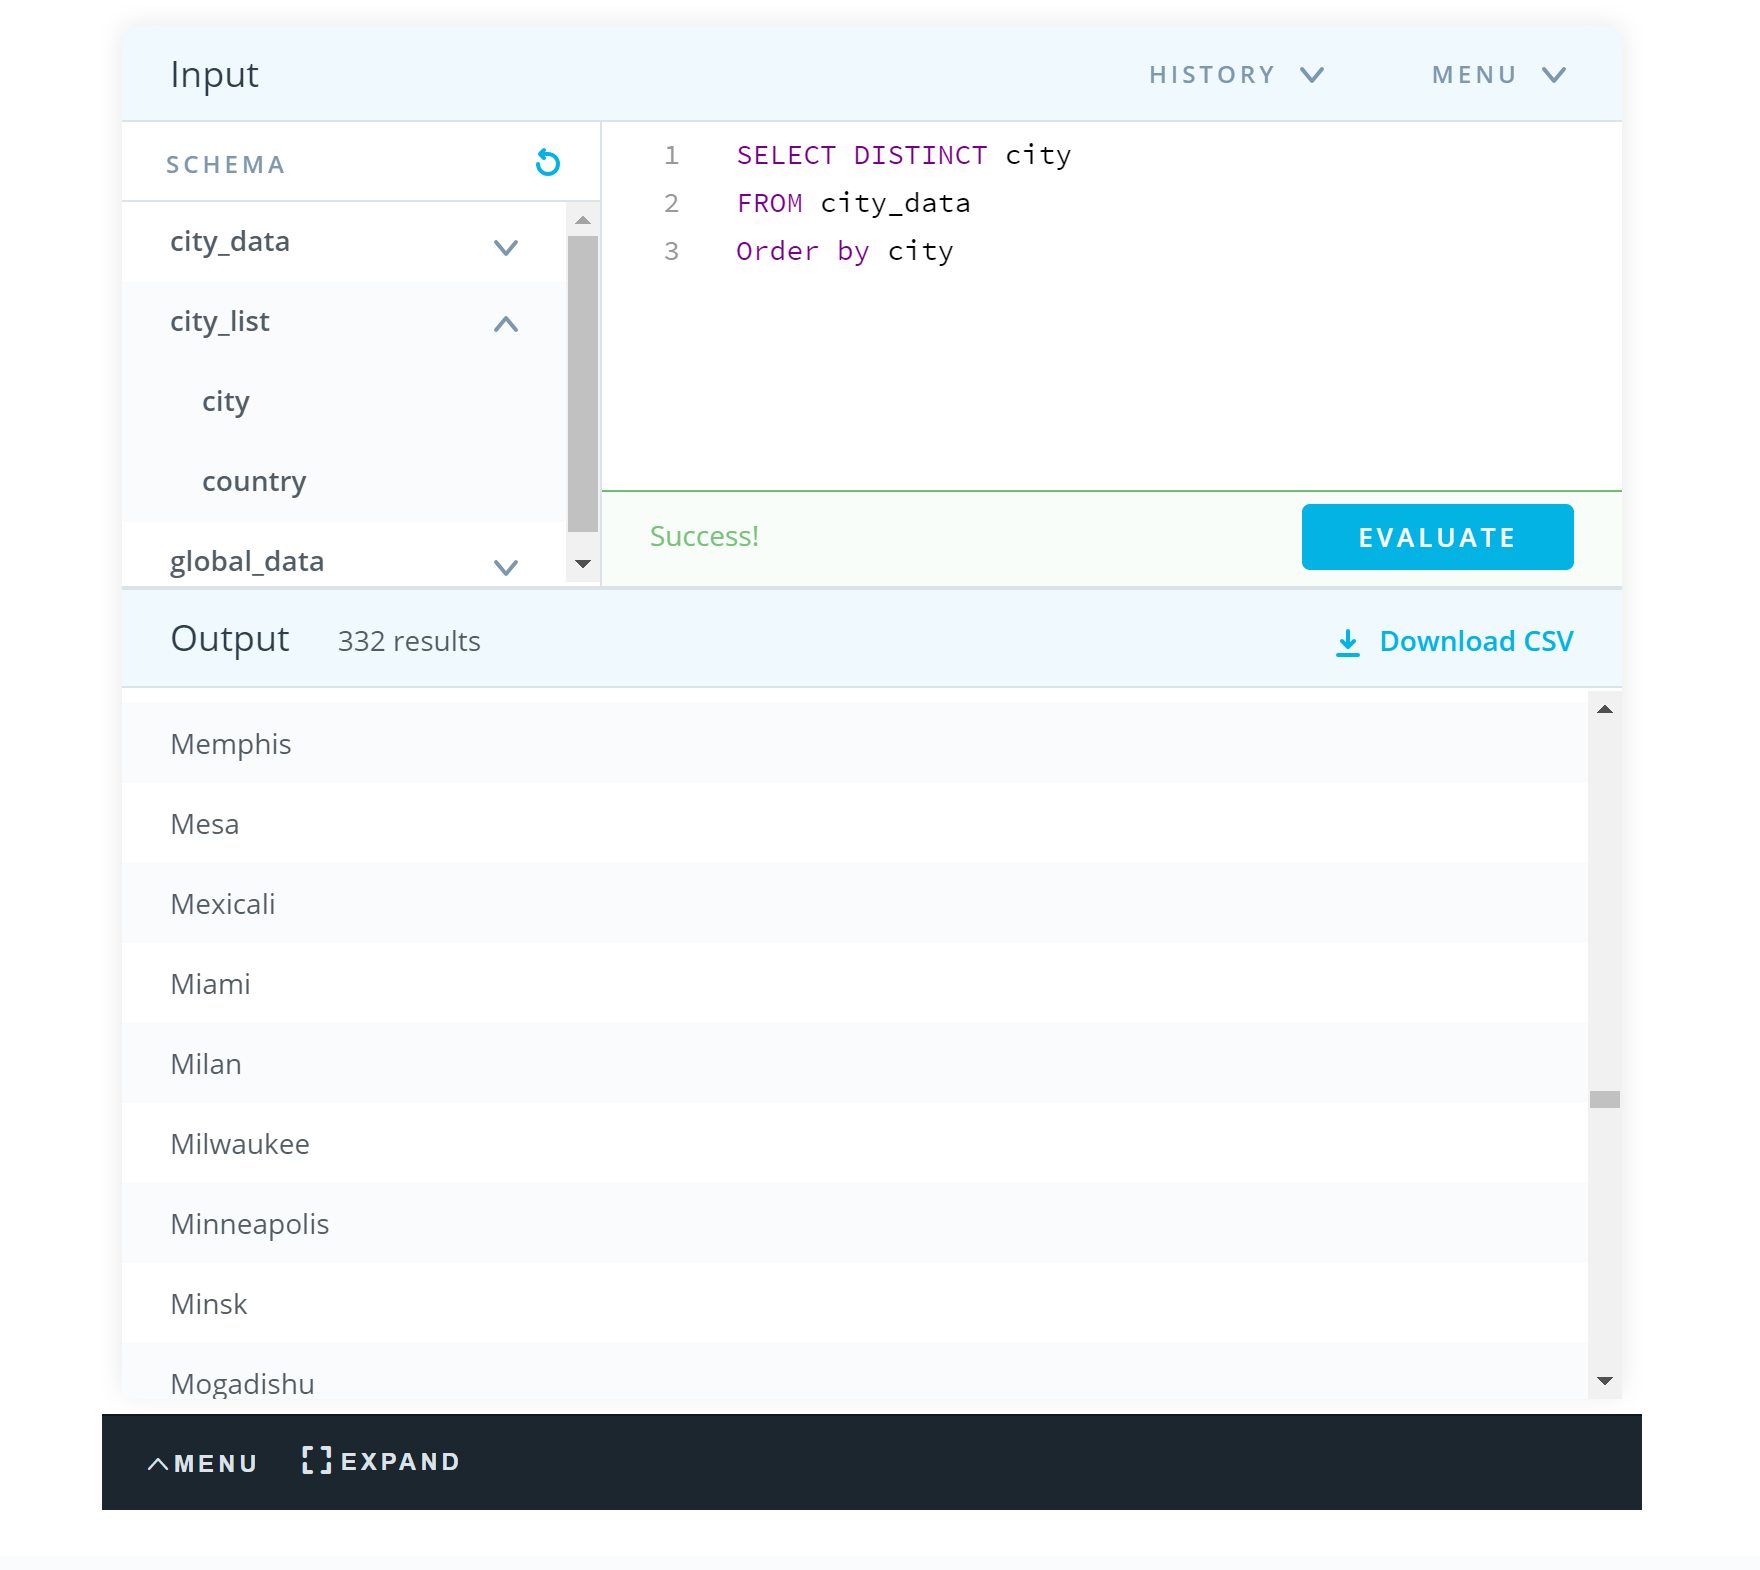 Input
HISTORY
MENU
SCHEMA
city_data
city_list
city
country
global_data
1 SELECT DISTINCT city
2 FROM city_data
3 Order by city
Success!
EVALUATE
Output 332 results
Download CSV
Memphis
Mesa
Mexicali
Miami
Milan
Milwaukee
Minneapolis
Minsk
Mogadishu
MENU
EXPAND